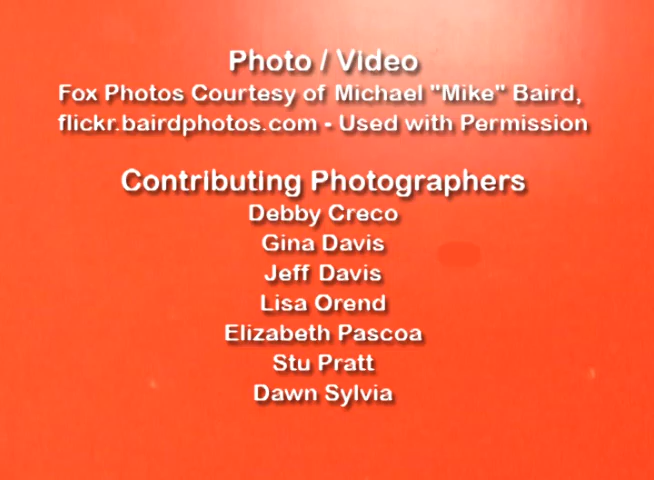 Photo / Video
Fox Photos Courtesy of Michael "Mike" Baird,
flickr.bairdphotos.com - Used with Permission
Contributing Photographers
Debby Creco
Gina Davis
Jeff Davis
Lisa Orend
Elizabeth Pascoa
Stu Pratt
Dawn Sylvia